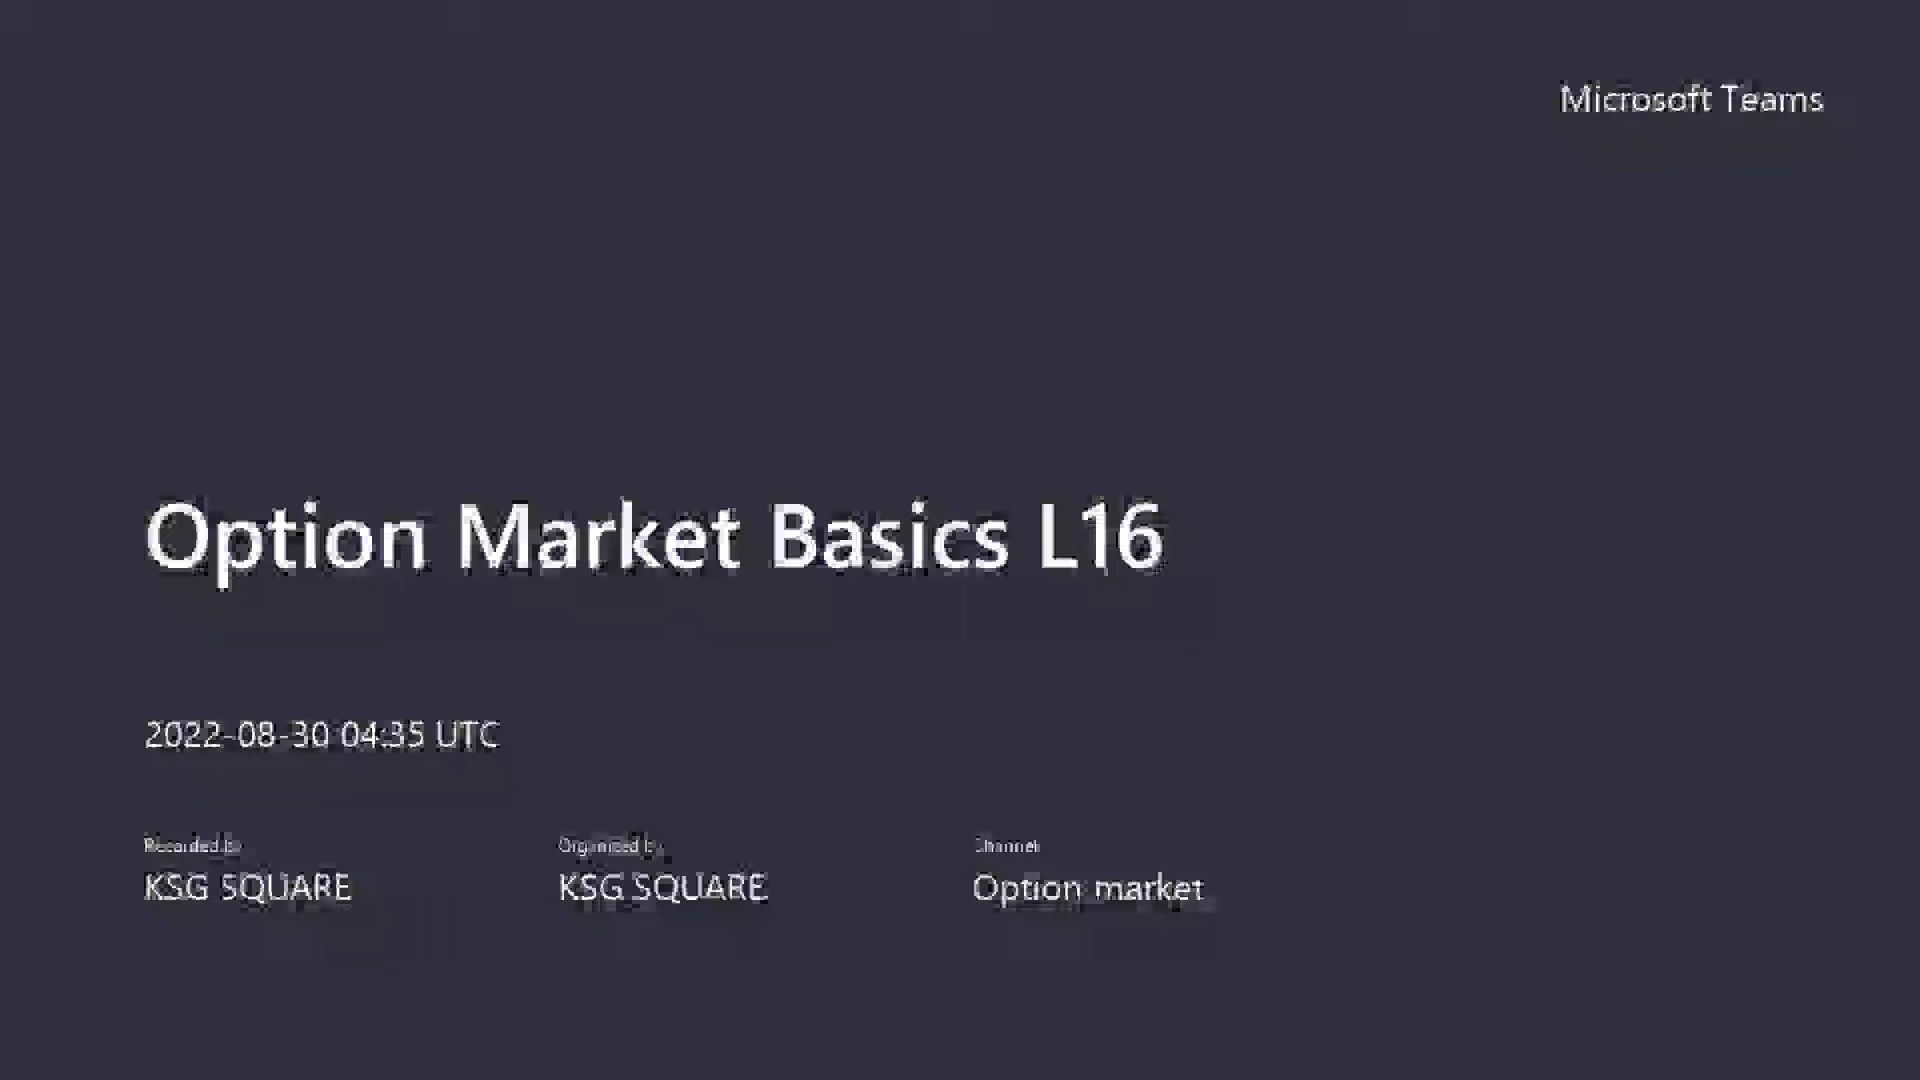 Microsoft Teams
Option Market Basics L16
2022-08-30 04:35 UTC
Recorded by
Organized by
Channel
KSG SQUARE
KSG SQUARE
Option market